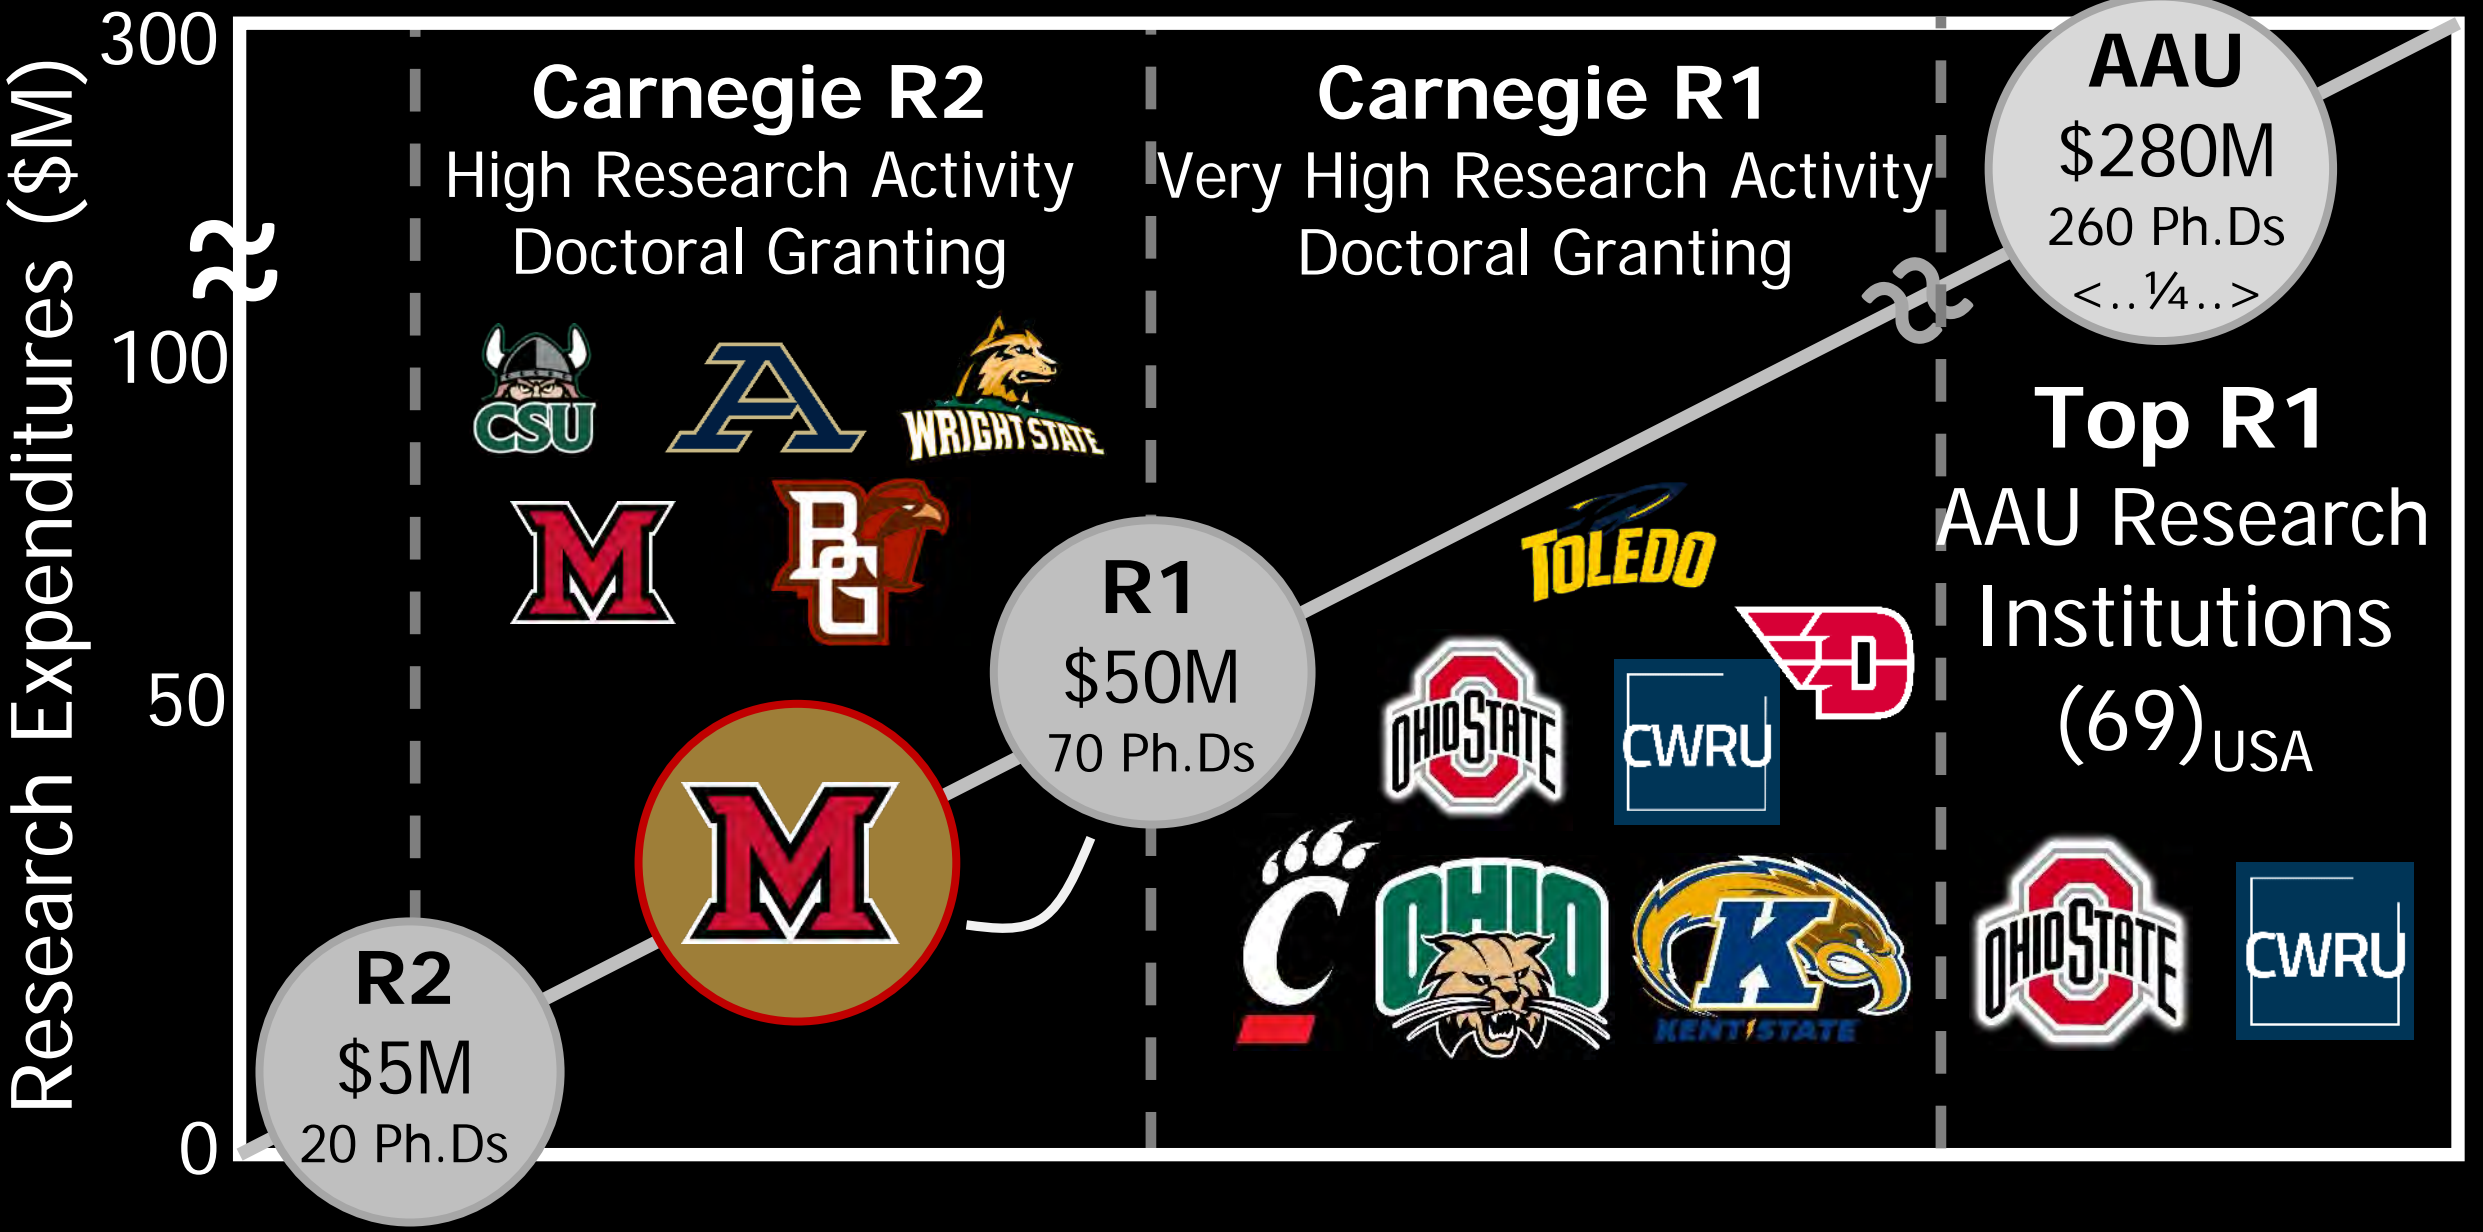 Research Expenditures ($M)
300
100
50
0
Carnegie R2
High Research Activity
Doctoral Granting
CSU
A
WRIGHT STATE
M
BG
M
R2
$5M
20 Ph.Ds
R1
$50M
70 Ph.Ds
Carnegie R1
Very High Research Activity
Doctoral Granting
TOLEDO
D
OHIO STATE
CWRU
C
OHIO
K
KENT STATE
AAU
$280M
260 Ph.Ds
<..¼..>
Top R1
AAU Research
Institutions
(69)USA
OHIO STATE
CWRU